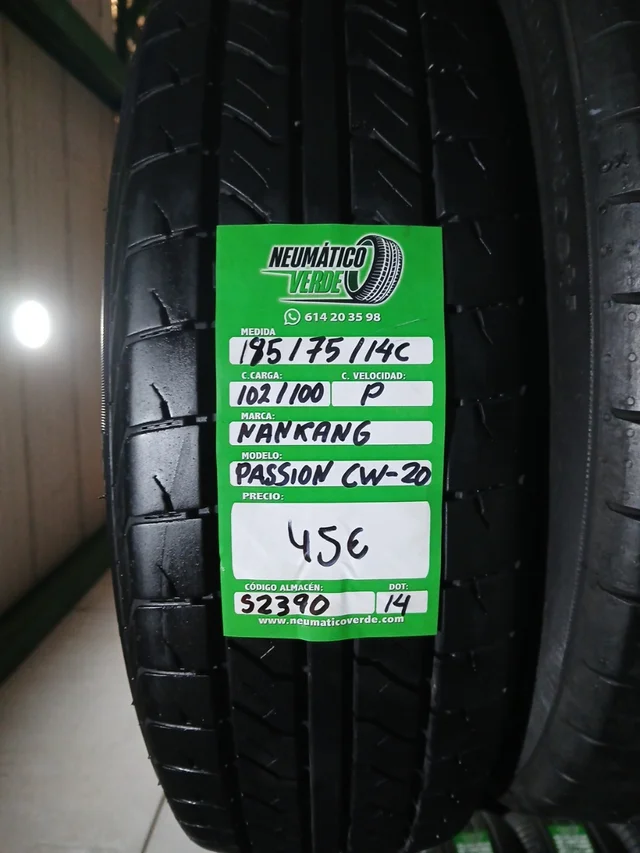 NEUMÁTICO
VERDE
614 20 35 98
MEDIDA
185/75/14C
C.CARGA: C. VELOCIDAD:
102/100 P
MARCA:
NANKANG
MODELO:
PASSION CW-20
PRECIO:
45€
CÓDIGO ALMACÉN: DOT:
S2390 14
www.neumaticoverde.com